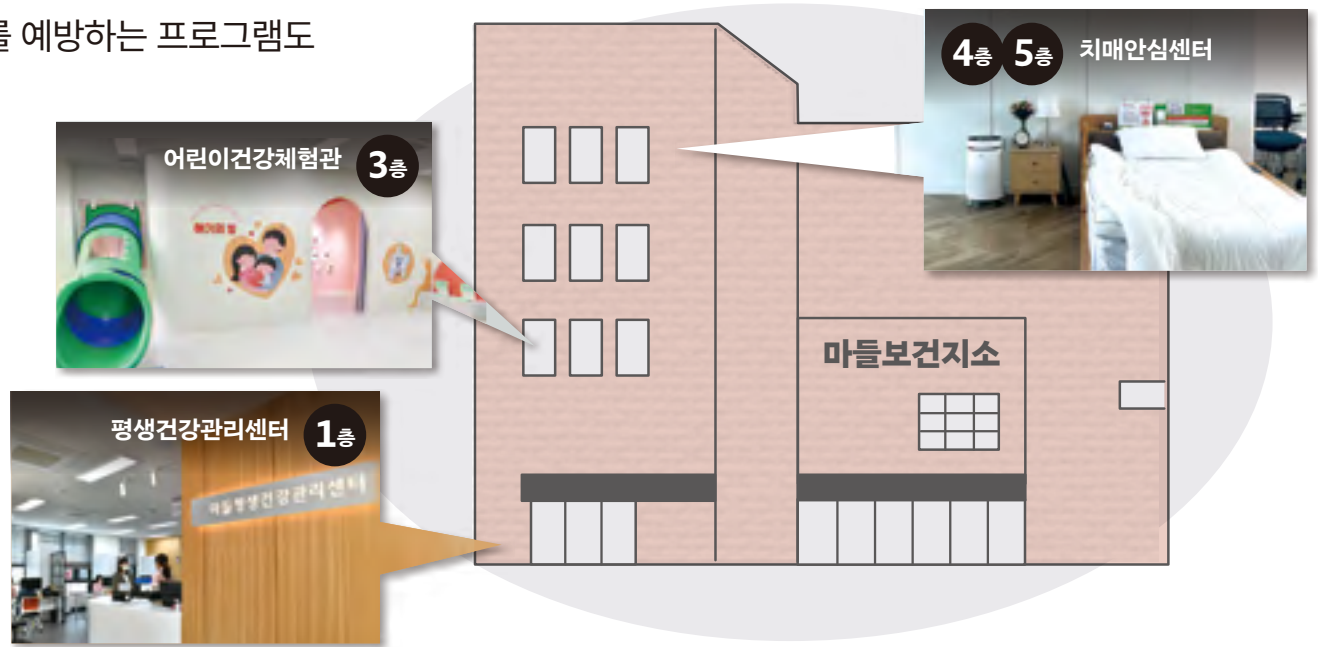 를 예방하는 프로그램도
4층 5층 치매안심센터
어린이건강체험관 3층
마들보건지소
평생건강관리센터 1층
마들평생건강관리센터